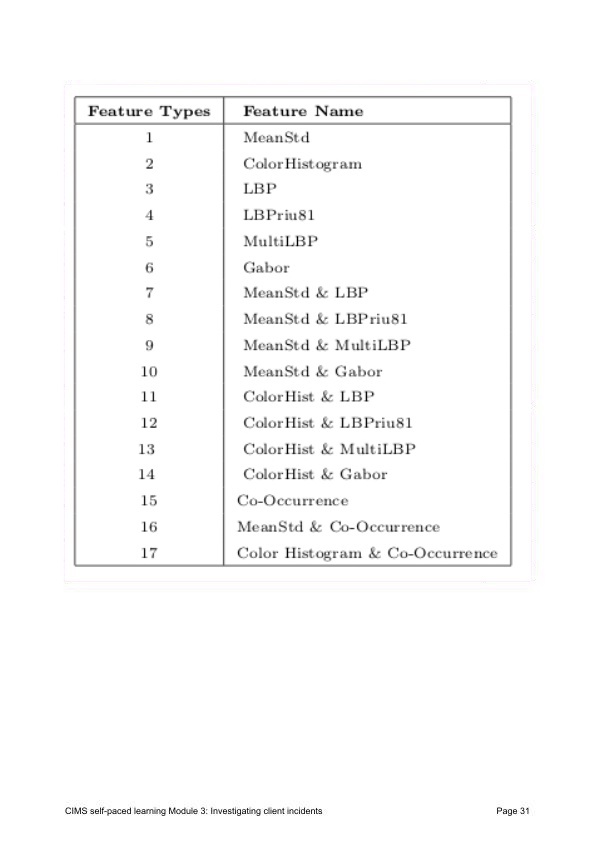 Feature Types Feature Name
1 MeanStd
2 ColorHistogram
3 LBP
4 LBPriu81
5 MultiLBP
6 Gabor
7 MeanStd & LBP
8 MeanStd & LBPriu81
9 MeanStd & MultiLBP
10 MeanStd & Gabor
11 ColorHist & LBP
12 ColorHist & LBPriu81
13 ColorHist & MultiLBP
14 ColorHist & Gabor
15 Co-Occurrence
16 MeanStd & Co-Occurrence
17 Color Histogram & Co-Occurrence
CIMS self-paced learning Module 3: Investigating client incidents Page 31